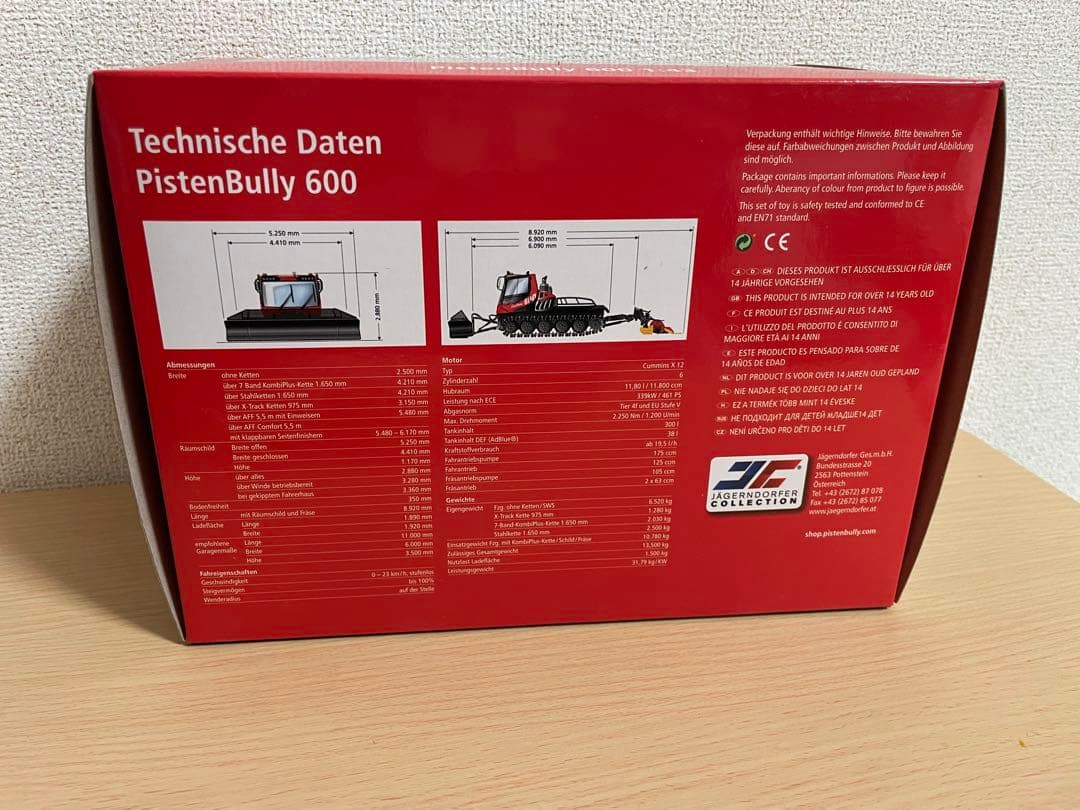 PistenBully 600 1:43
Technische Daten
PistenBully 600
5.250 mm
4.410 mm
2.880 mm
8.920 mm
6.900 mm
6.090 mm
Abmessungen
Breite ohne Ketten 2.500 mm
über 7 Band KombiPlus-Kette 1.650 mm 4.210 mm
über Stahlketten 1.650 mm 4.210 mm
über X-Track Ketten 975 mm 3.150 mm
über AFF 5,5 m mit Einweisern 5.480 mm
über AFF Comfort 5,5 m
mit klappbaren Seitenfinishern 5.480 – 6.170 mm
Räumschild Breite offen 5.250 mm
Breite geschlossen 4.410 mm
Höhe 1.170 mm
Höhe über alles 2.880 mm
über Winde betriebsbereit 3.280 mm
bei gekipptem Fahrerhaus 3.360 mm
Bodenfreiheit 350 mm
Länge mit Räumschild und Fräse 8.920 mm
Ladefläche Länge 1.890 mm
Breite 1.920 mm
empfohlene Länge 11.000 mm
Garagenmaße Breite 6.000 mm
Höhe 3.500 mm
Fahreigenschaften
Geschwindigkeit 0 – 23 km/h, stufenlos
Steigvermögen bis 100%
Wenderadius auf der Stelle
Motor
Typ Cummins X 12
Zylinderzahl 6
Hubraum 11,80 l / 11.800 ccm
Leistung nach ECE 339kW / 461 PS
Abgasnorm Tier 4f und EU Stufe V
Max. Drehmoment 2.250 Nm / 1.200 U/min
Tankinhalt 300 l
Tankinhalt DEF (AdBlue®) 38 l
Kraftstoffverbrauch ab 19,5 l/h
Fahrantriebspumpe 175 ccm
Fahrantrieb 125 ccm
Fräsantriebspumpe 105 ccm
Fräsantrieb 2 x 63 ccm
Gewichte
Eigengewicht Fzg. ohne Ketten/SWS 6.520 kg
X-Track Kette 975 mm 1.280 kg
7-Band-KombiPlus-Kette 1.650 mm 2.030 kg
Stahlkette 1.650 mm 2.500 kg
Einsatzgewicht Fzg. mit KombiPlus-Kette/Schild/Fräse 10.780 kg
Zulässiges Gesamtgewicht 13.500 kg
Nutzlast Ladefläche 1.500 kg
Leistungsgewicht 31,79 kg/KW
Verpackung enthält wichtige Hinweise. Bitte bewahren Sie
diese auf. Farbabweichungen zwischen Produkt und Abbildung
sind möglich.
Package contains important informations. Please keep it
carefully. Aberancy of colour from product to figure is possible.
This set of toy is safety tested and conformed to CE
and EN71 standard.
CE
A D CH DIESES PRODUKT IST AUSSCHLIESSLICH FÜR ÜBER
14 JÄHRIGE VORGESEHEN
GB THIS PRODUCT IS INTENDED FOR OVER 14 YEARS OLD
F CE PRODUIT EST DESTINÉ AU PLUS 14 ANS
I L'UTILIZZO DEL PRODOTTO È CONSENTITO DI
MAGGIORE ETÀ AI 14 ANNI
E ESTE PRODUCTO ES PENSADO PARA SOBRE DE
14 AÑOS DE EDAD
NL DIT PRODUCT IS VOOR OVER 14 JAREN OUD GEPLAND
PL NIE NADAJE SIĘ DO DZIECI DO LAT 14
H EZ A TERMÉK TÖBB MINT 14 ÉVESKE
RUS НЕ ПОДХОДИТ ДЛЯ ДЕТЕЙ МЛАДШЕ14 ДЕТ
CZ NENÍ URČENO PRO DĚTI DO 14 LET
JC
JÄGERNDORFER
COLLECTION
Jägerndorfer Ges.m.b.H.
Bundesstrasse 20
2563 Pottenstein
Österreich
Tel. +43 (2672) 87 078
Fax +43 (2672) 85 077
www.jaegerndorfer.at
shop.pistenbully.com